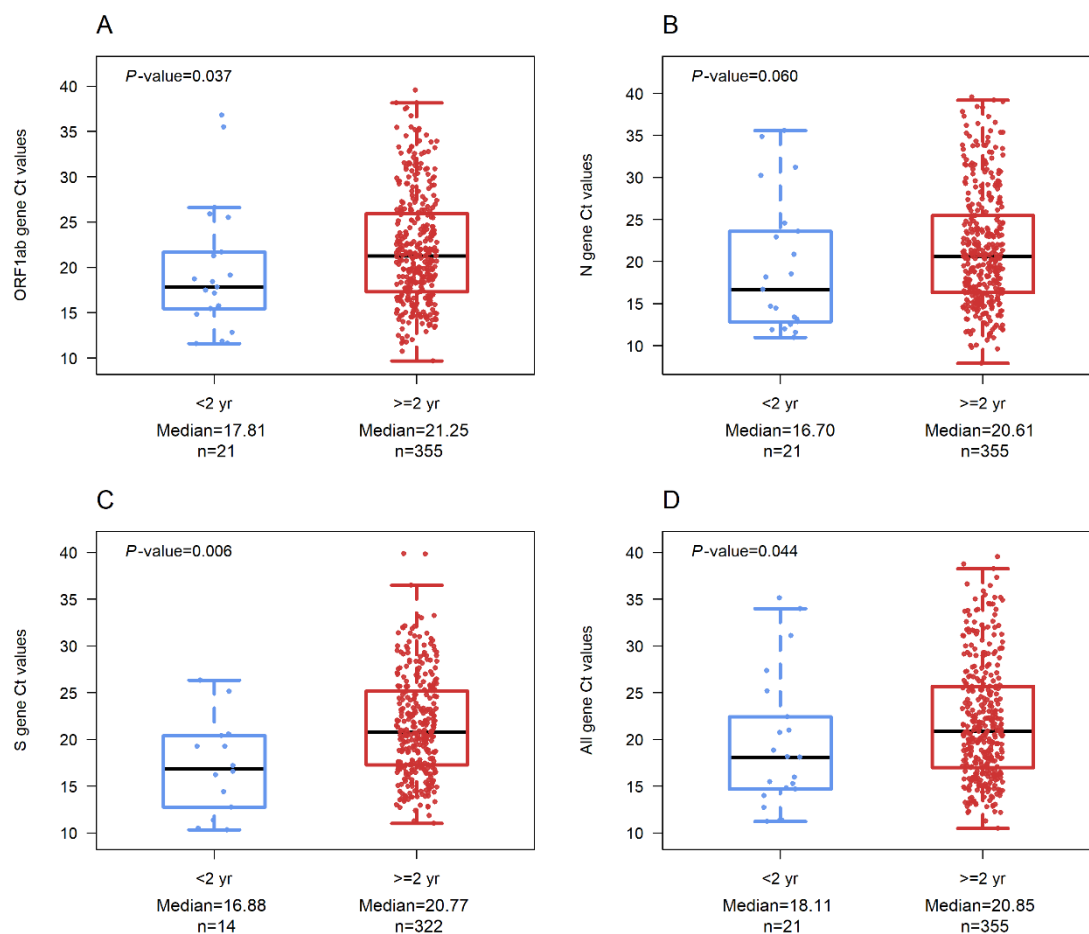 A
P-value=0.037
ORF1ab gene Ct values
40
35
30
25
20
15
10
<2 yr
>=2 yr
Median=17.81
Median=21.25
n=21
n=355
B
P-value=0.060
N gene Ct values
40
35
30
25
20
15
10
<2 yr
>=2 yr
Median=16.70
Median=20.61
n=21
n=355
C
P-value=0.006
S gene Ct values
40
35
30
25
20
15
10
<2 yr
>=2 yr
Median=16.88
Median=20.77
n=14
n=322
D
P-value=0.044
All gene Ct values
40
35
30
25
20
15
10
<2 yr
>=2 yr
Median=18.11
Median=20.85
n=21
n=355